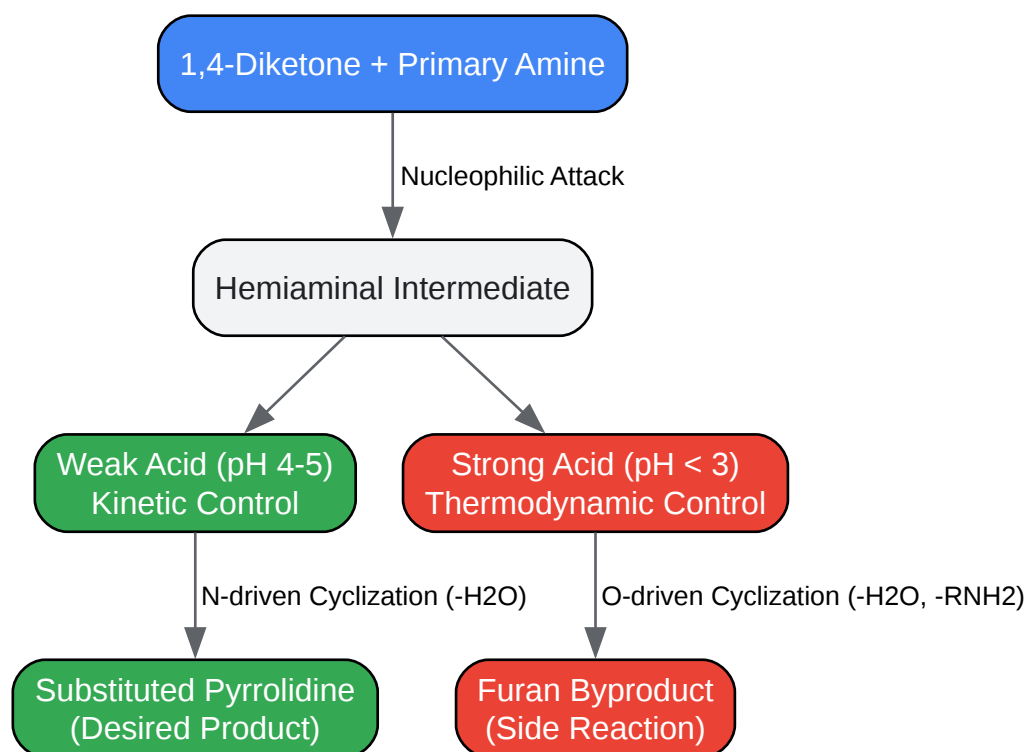 1,4-Diketone + Primary Amine
Nucleophilic Attack
Hemiaminal Intermediate
Weak Acid (pH 4-5)
Kinetic Control
Strong Acid (pH < 3)
Thermodynamic Control
N-driven Cyclization (-H2O)
O-driven Cyclization (-H2O, -RNH2)
Substituted Pyrrolidine
(Desired Product)
Furan Byproduct
(Side Reaction)